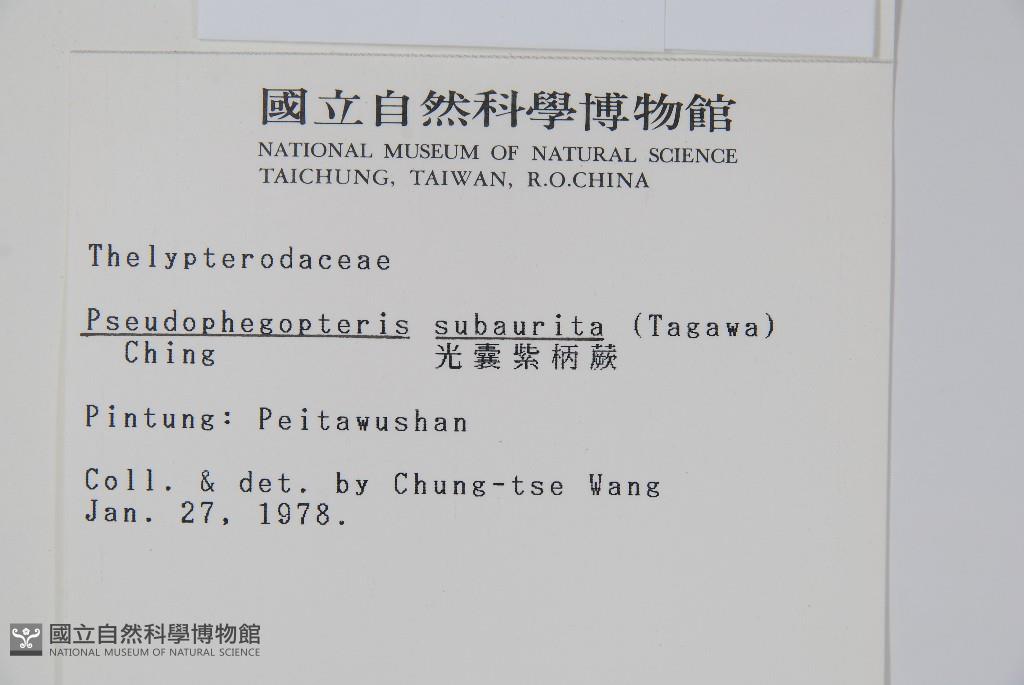 國立自然科學博物館
NATIONAL MUSEUM OF NATURAL SCIENCE
TAICHUNG, TAIWAN, R.O.CHINA
Thelypterodaceae
Pseudophegopteris subaurita (Tagawa)
Ching 光囊紫柄蕨
Pintung: Peitawushan
Coll. & det. by Chung-tse Wang
Jan. 27, 1978.
國立自然科學博物館
NATIONAL MUSEUM OF NATURAL SCIENCE